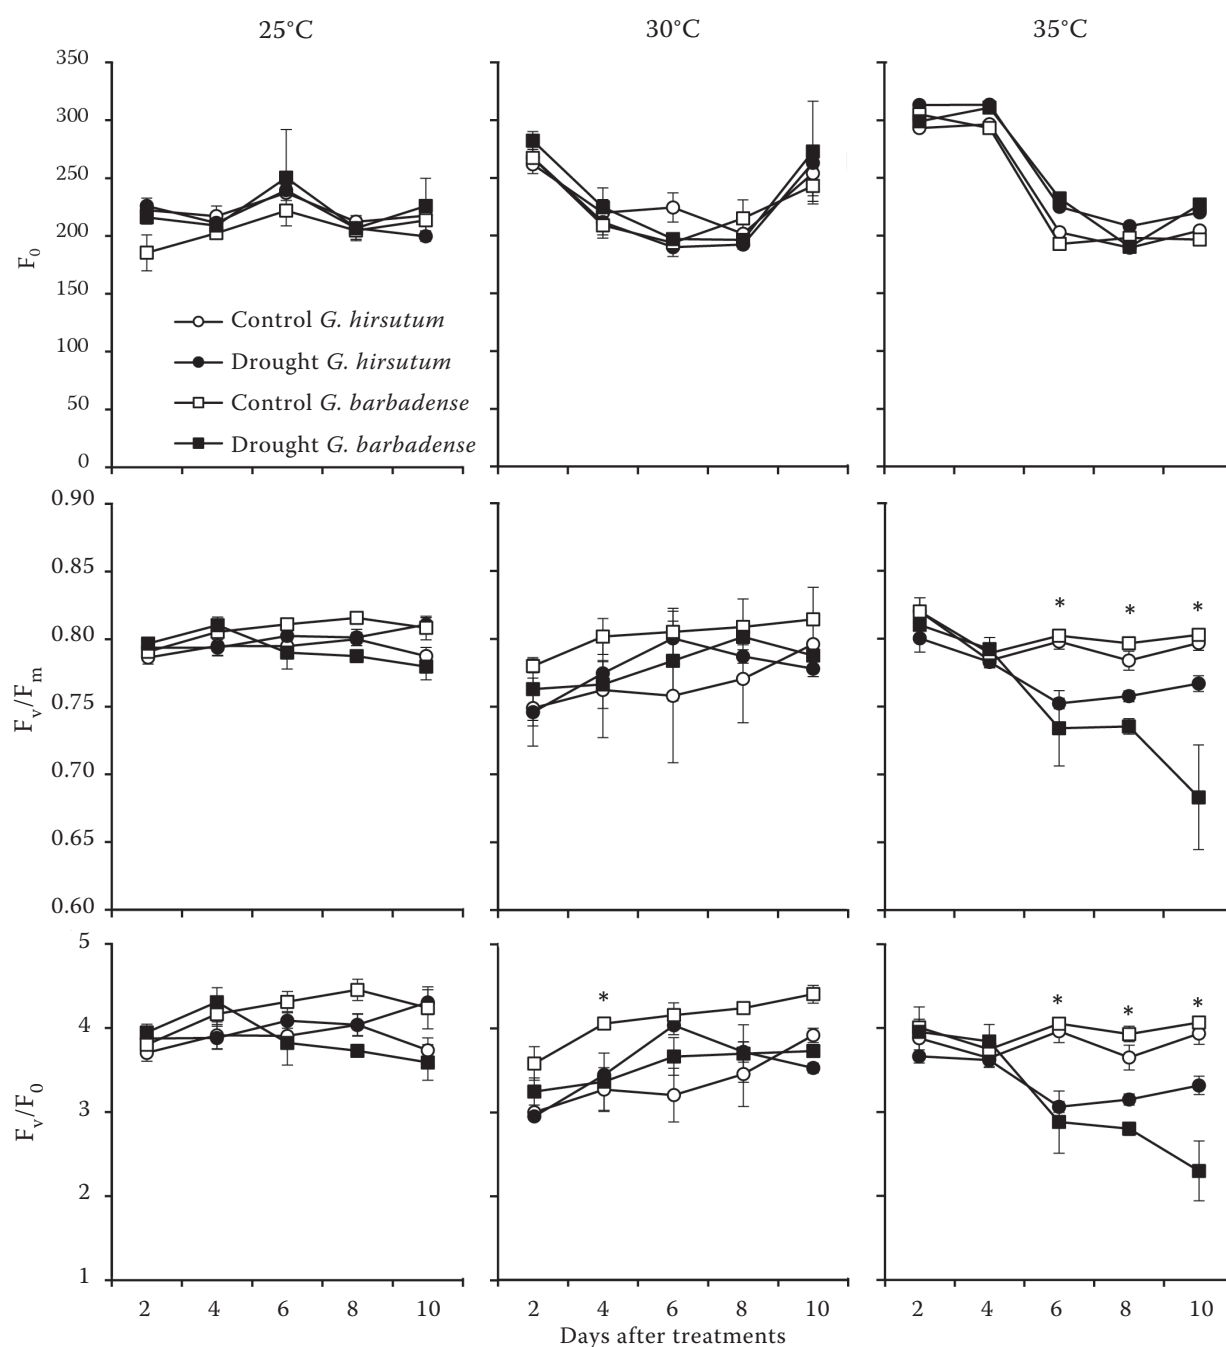 25°C 30°C 35°C
350
300
250
200
150
100
50
0
F0
Control G. hirsutum
Drought G. hirsutum
Control G. barbadense
Drought G. barbadense
0.90
0.85
0.80
0.75
0.70
0.65
0.60
Fv/Fm
* * *
5
4
3
2
1
Fv/F0
* * * *
2 4 6 8 10 2 4 6 8 10 2 4 6 8 10
Days after treatments